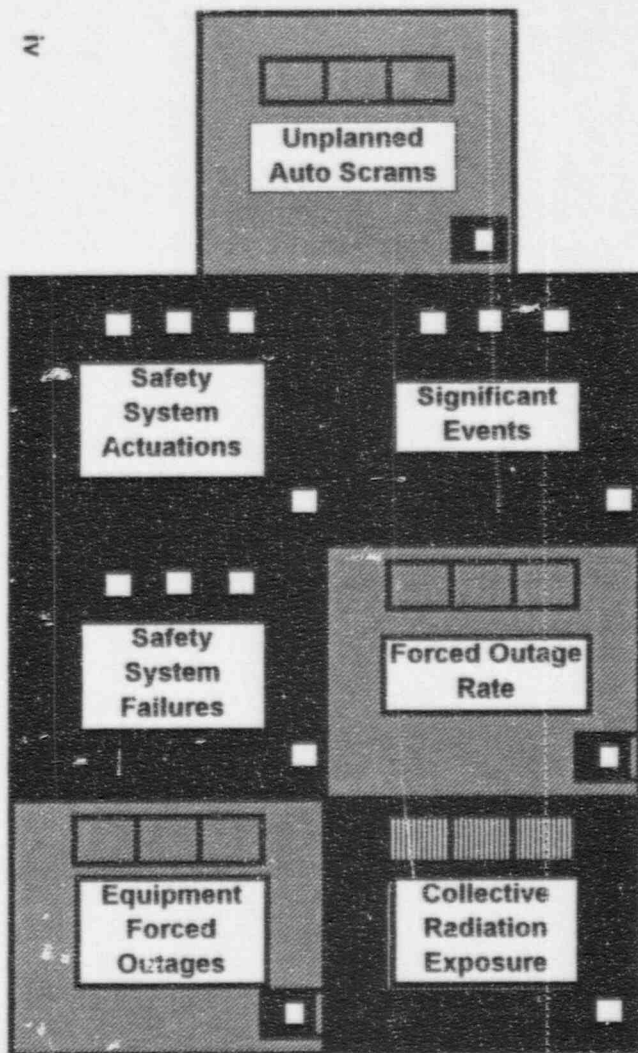 iv
Unplanned
Auto Scrams
Safety
System
Actuations
Significant
Events
Safety
System
Failures
Forced Outage
Rate
Equipment
Forced
Outages
Collective
Radiation
Exposure